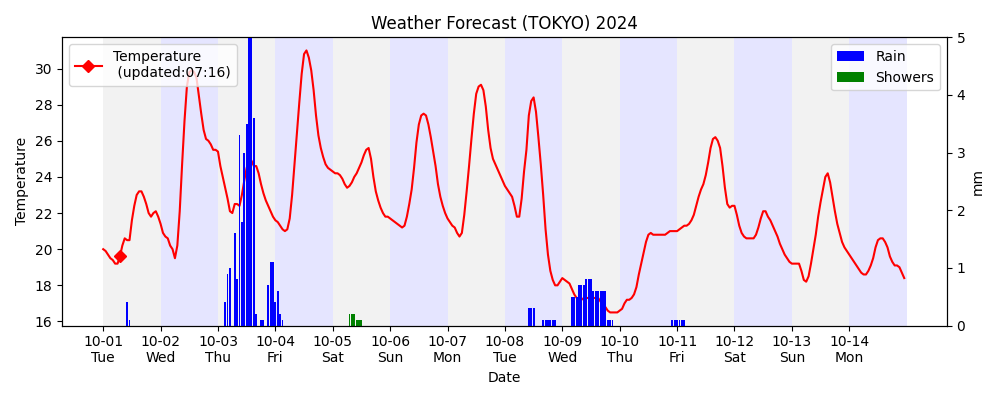 Weather Forecast (TOKYO) 2024
Temperature
(updated:07:16)
Rain
Showers
Temperature
30
28
26
24
22
20
18
16
5
4
3
2
1
0
mm
10-01 10-02 10-03 10-04 10-05 10-06 10-07 10-08 10-09 10-10 10-11 10-12 10-13 10-14
Tue Wed Thu Fri Sat Sun Mon Tue Wed Thu Fri Sat Sun Mon
Date